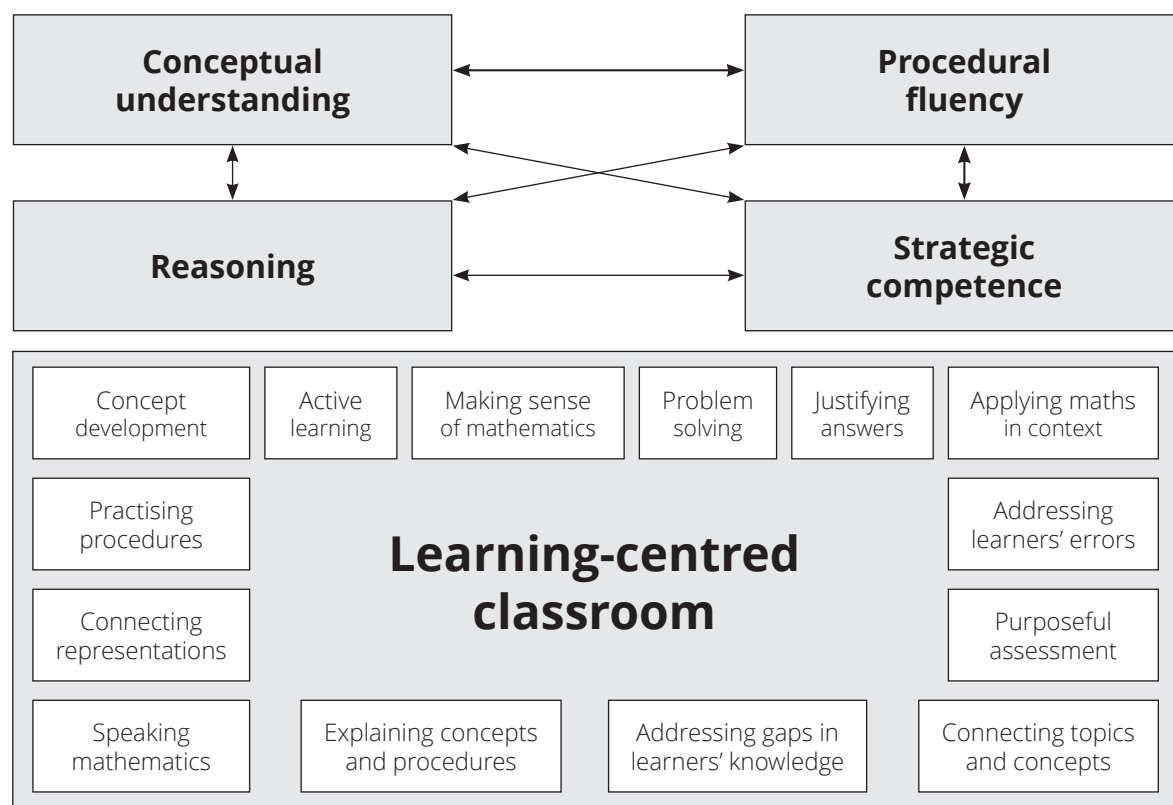 Conceptual
understanding
Procedural
fluency
Reasoning
Strategic
competence
Concept
development
Active
learning
Making sense
of mathematics
Problem
solving
Justifying
answers
Applying maths
in context
Practising
procedures
Addressing
learners’ errors
Learning-centred
classroom
Connecting
representations
Purposeful
assessment
Speaking
mathematics
Explaining concepts
and procedures
Addressing gaps in
learners’ knowledge
Connecting topics
and concepts